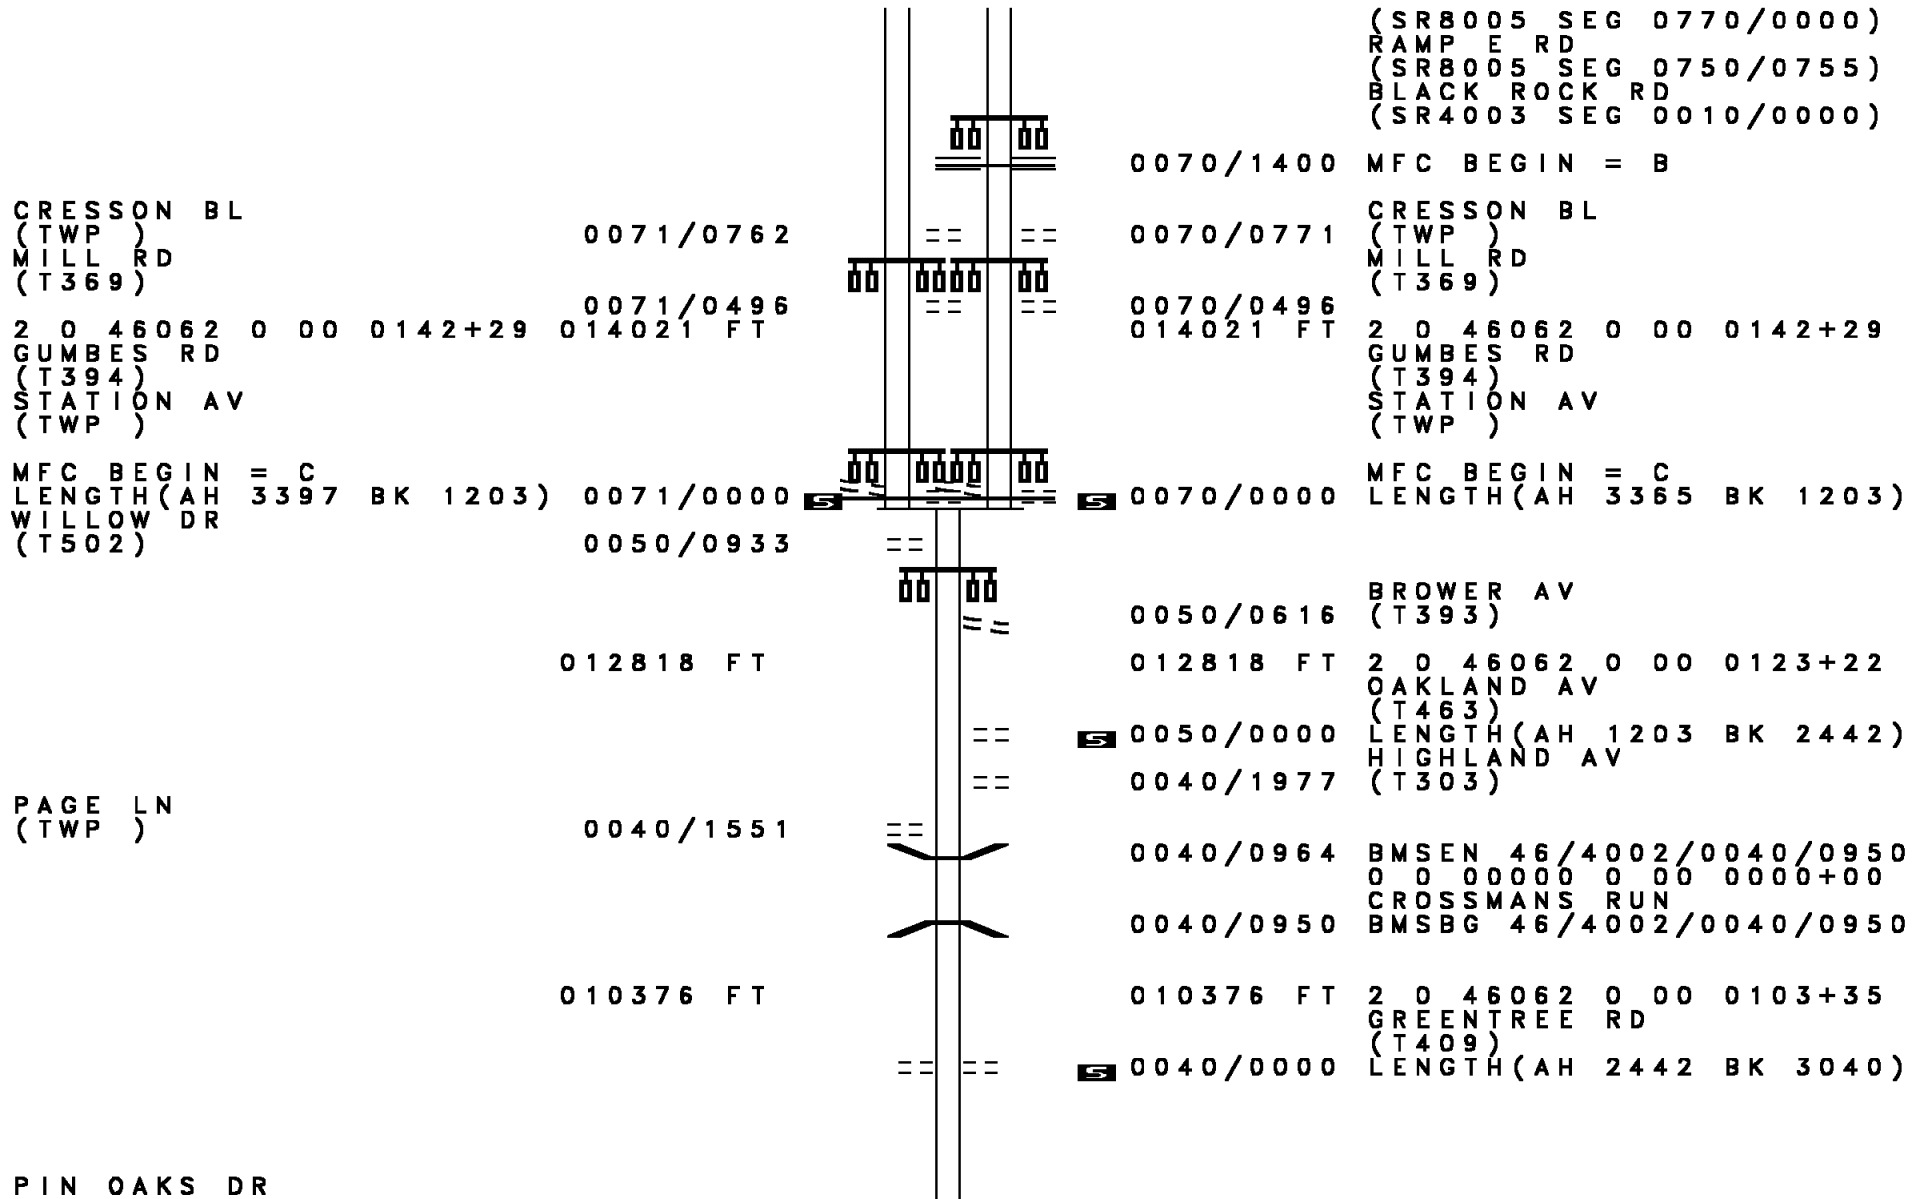 (SR8005 SEG 0770/0000)
RAMP E RD
(SR8005 SEG 0750/0755)
BLACK ROCK RD
(SR4003 SEG 0010/0000)
0070/1400 MFC BEGIN = B
CRESSON BL CRESSON BL
(TWP ) 0071/0762 0070/0771 (TWP )
MILL RD MILL RD
(T369) (T369)
0071/0496 0070/0496
2 0 46062 0 00 0142+29 014021 FT 014021 FT 2 0 46062 0 00 0142+29
GUMBES RD GUMBES RD
(T394) (T394)
STATION AV STATION AV
(TWP ) (TWP )
MFC BEGIN = C MFC BEGIN = C
LENGTH(AH 3397 BK 1203) 0071/0000 S S 0070/0000 LENGTH(AH 3365 BK 1203)
WILLOW DR
(T502) 0050/0933
BROWER AV
0050/0616 (T393)
012818 FT 012818 FT 2 0 46062 0 00 0123+22
OAKLAND AV
(T463)
S 0050/0000 LENGTH(AH 1203 BK 2442)
HIGHLAND AV
0040/1977 (T303)
PAGE LN
(TWP ) 0040/1551
0040/0964 BMSEN 46/4002/0040/0950
0 0 00000 0 00 0000+00
CROSSMANS RUN
0040/0950 BMSBG 46/4002/0040/0950
010376 FT 010376 FT 2 0 46062 0 00 0103+35
GREENTREE RD
(T409)
S 0040/0000 LENGTH(AH 2442 BK 3040)
PIN OAKS DR